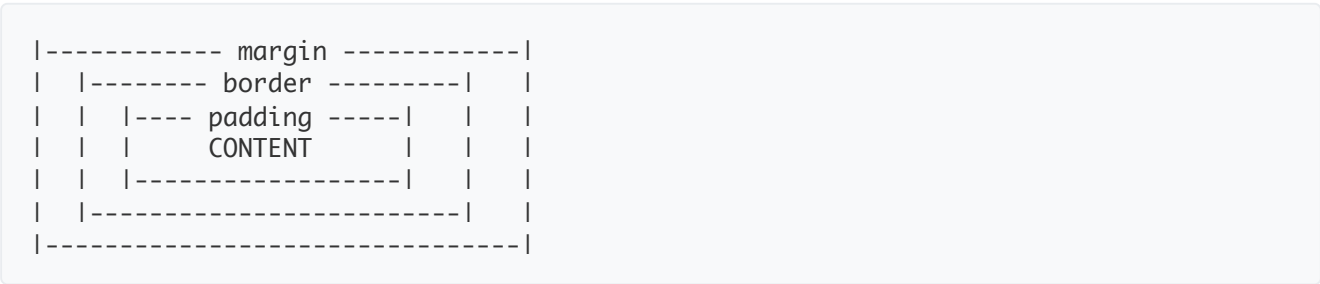 |------------ margin ------------|
|  |-------- border ---------|   |
|  |  |---- padding -----|   |   |
|  |  |     CONTENT      |   |   |
|  |  |------------------|   |   |
|  |-------------------------|   |
|--------------------------------|